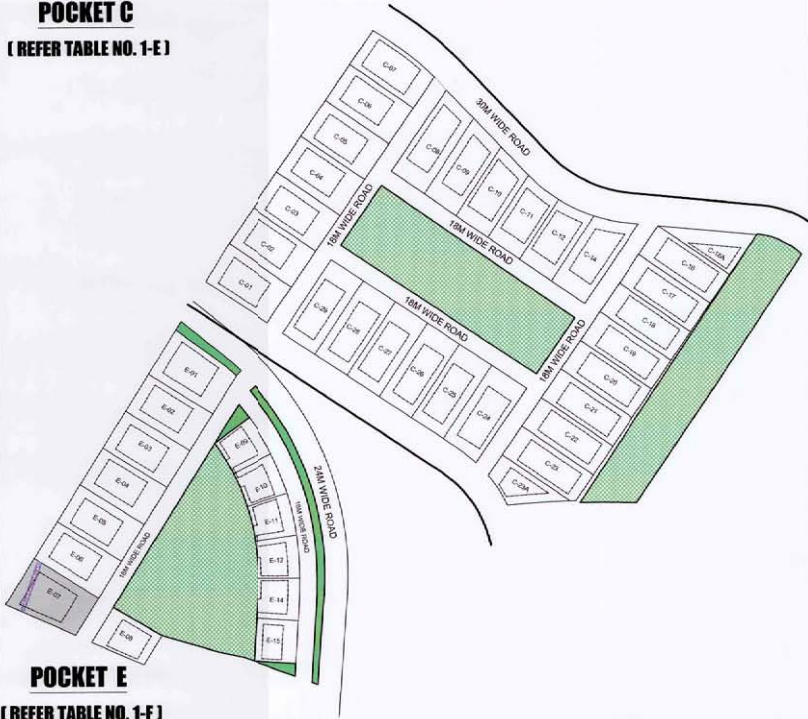 POCKET C
( REFER TABLE NO. 1-E )
C-07
C-06
C-05
C-04
C-03
C-02
C-01
30M WIDE ROAD
C-08
C-09
C-10
C-11
C-12
C-14
18M WIDE ROAD
18M WIDE ROAD
18M WIDE ROAD
18M WIDE ROAD
C-16A
C-16
C-17
C-18
C-19
C-20
C-21
C-22
C-23
C-23A
C-29
C-28
C-27
C-26
C-25
C-24
E-01
E-02
E-03
E-04
E-05
E-06
E-07
E-08
18M WIDE ROAD
E-09
E-10
E-11
E-12
E-14
E-15
18M WIDE ROAD
24M WIDE ROAD
POCKET E
( REFER TABLE NO. 1-F )